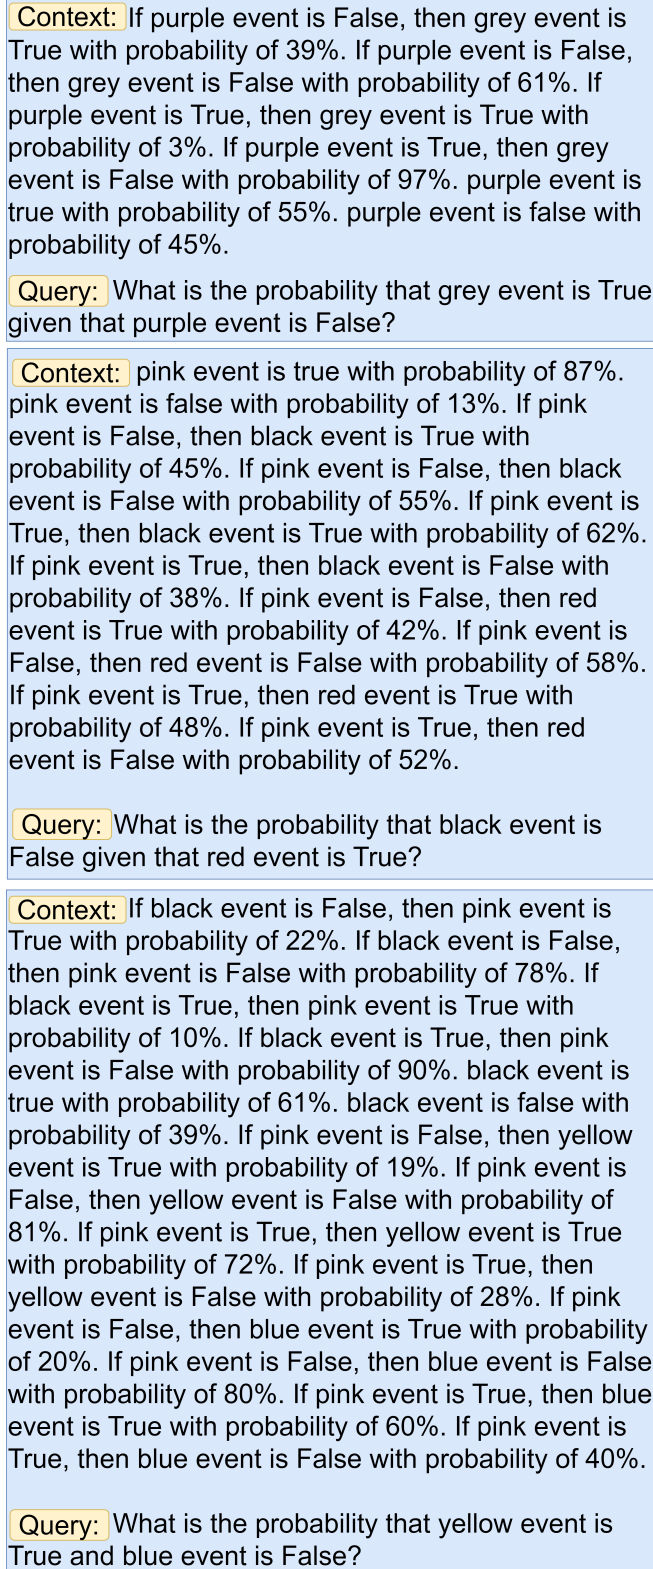 Context: If purple event is False, then grey event is
True with probability of 39%. If purple event is False,
then grey event is False with probability of 61%. If
purple event is True, then grey event is True with
probability of 3%. If purple event is True, then grey
event is False with probability of 97%. purple event is
true with probability of 55%. purple event is false with
probability of 45%.
Query: What is the probability that grey event is True
given that purple event is False?
Context: pink event is true with probability of 87%.
pink event is false with probability of 13%. If pink
event is False, then black event is True with
probability of 45%. If pink event is False, then black
event is False with probability of 55%. If pink event is
True, then black event is True with probability of 62%.
If pink event is True, then black event is False with
probability of 38%. If pink event is False, then red
event is True with probability of 42%. If pink event is
False, then red event is False with probability of 58%.
If pink event is True, then red event is True with
probability of 48%. If pink event is True, then red
event is False with probability of 52%.
Query: What is the probability that black event is
False given that red event is True?
Context: If black event is False, then pink event is
True with probability of 22%. If black event is False,
then pink event is False with probability of 78%. If
black event is True, then pink event is True with
probability of 10%. If black event is True, then pink
event is False with probability of 90%. black event is
true with probability of 61%. black event is false with
probability of 39%. If pink event is False, then yellow
event is True with probability of 19%. If pink event is
False, then yellow event is False with probability of
81%. If pink event is True, then yellow event is True
with probability of 72%. If pink event is True, then
yellow event is False with probability of 28%. If pink
event is False, then blue event is True with probability
of 20%. If pink event is False, then blue event is False
with probability of 80%. If pink event is True, then blue
event is True with probability of 60%. If pink event is
True, then blue event is False with probability of 40%.
Query: What is the probability that yellow event is
True and blue event is False?